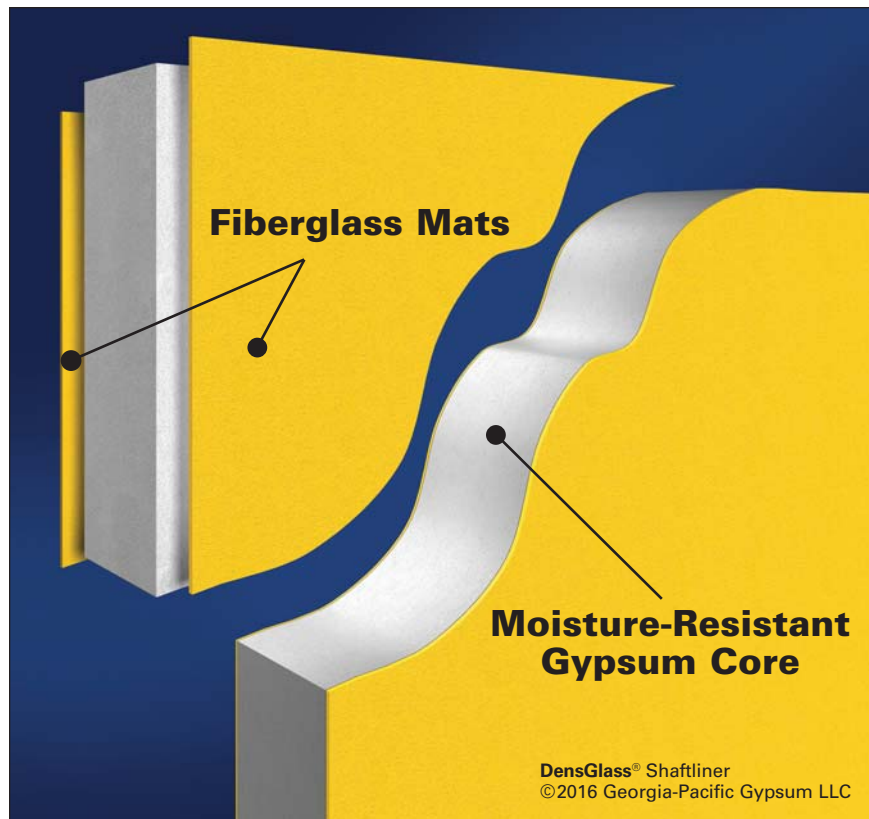 Fiberglass Mats
Moisture-Resistant
Gypsum Core
DensGlass® Shaftliner
©2016 Georgia-Pacific Gypsum LLC